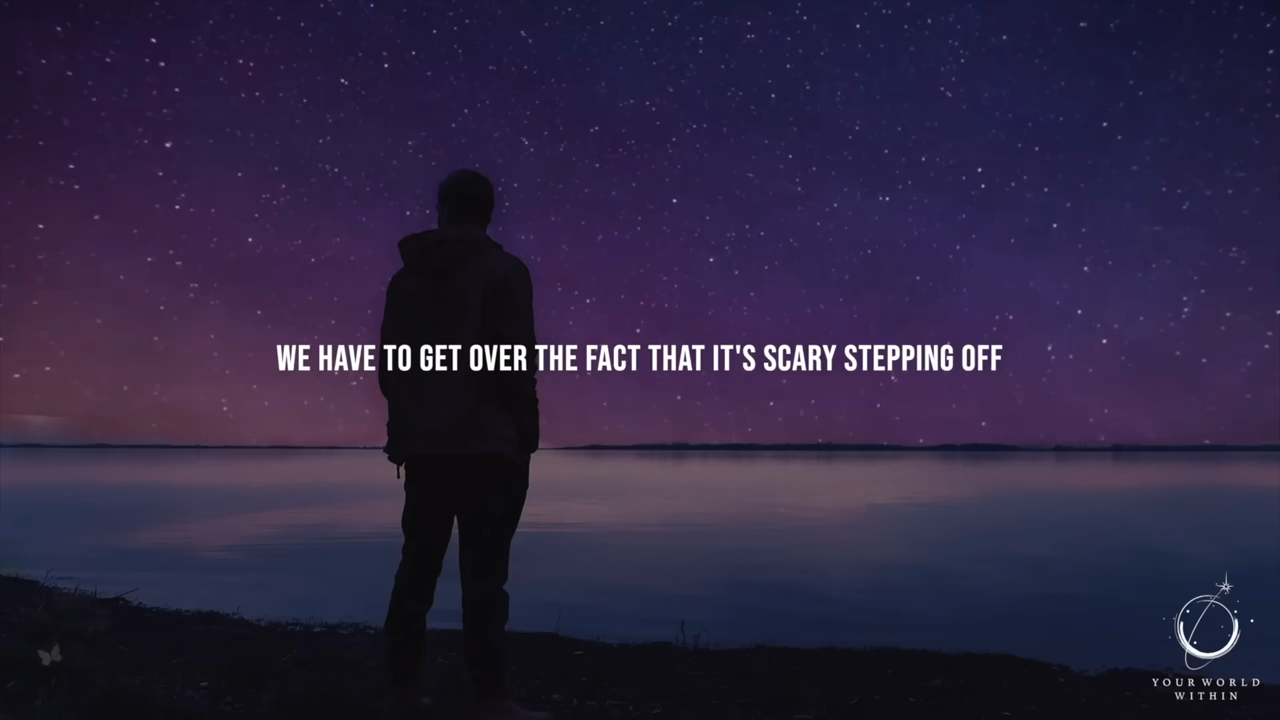 WE HAVE TO GET OVER THE FACT THAT IT'S SCARY STEPPING OFF
YOUR WORLD
WITHIN